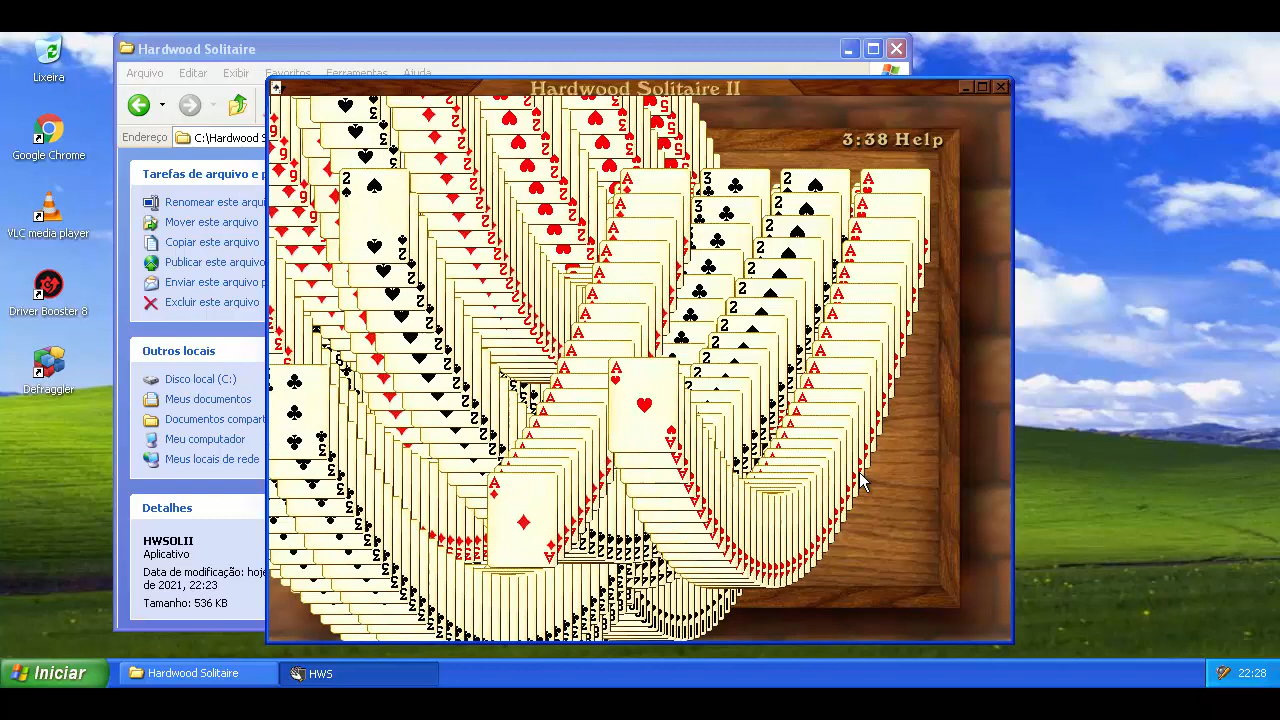 Lixeira
Google Chrome
VLC media player
Driver Booster 8
Defraggler
Hardwood Solitaire
Arquivo Editar Exibir Favoritos Ferramentas Ajuda
Endereço C:\Hardwood S
Tarefas de arquivo e p
Renomear este arqui
Mover este arquivo
Copiar este arquivo
Publicar este arquivo
Enviar este arquivo p
Excluir este arquivo
Outros locais
Disco local (C:)
Meus documentos
Documentos compart
Meu computador
Meus locais de rede
Detalhes
HWSOLII
Aplicativo
Data de modificação: hoje
de 2021, 22:23
Tamanho: 536 KB
Hardwood Solitaire II
3:38 Help
2
A
3
2
A
A
A
Iniciar
Hardwood Solitaire
HWS
22:28